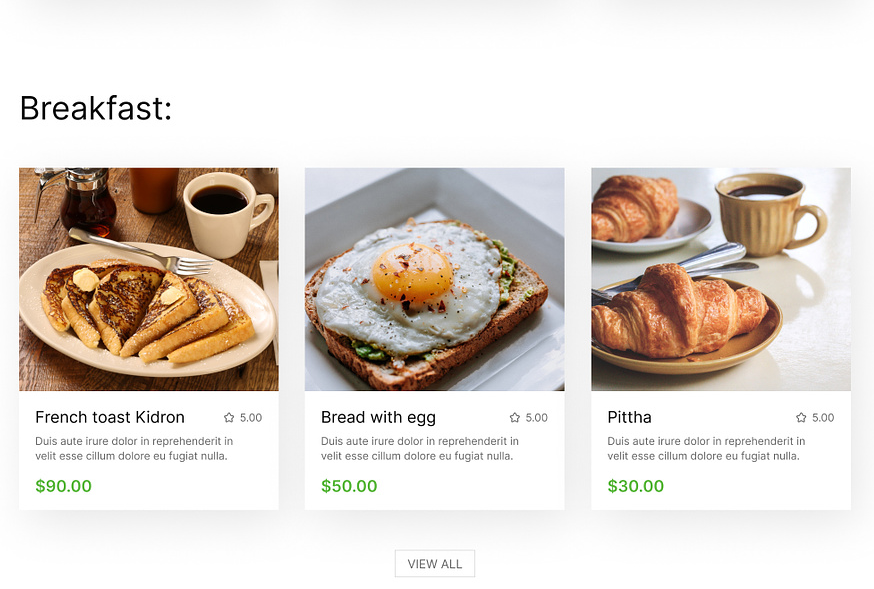 Breakfast:
French toast Kidron
5.00
Duis aute irure dolor in reprehenderit in
velit esse cillum dolore eu fugiat nulla.
$90.00
Bread with egg
5.00
Duis aute irure dolor in reprehenderit in
velit esse cillum dolore eu fugiat nulla.
$50.00
Pittha
5.00
Duis aute irure dolor in reprehenderit in
velit esse cillum dolore eu fugiat nulla.
$30.00
VIEW ALL